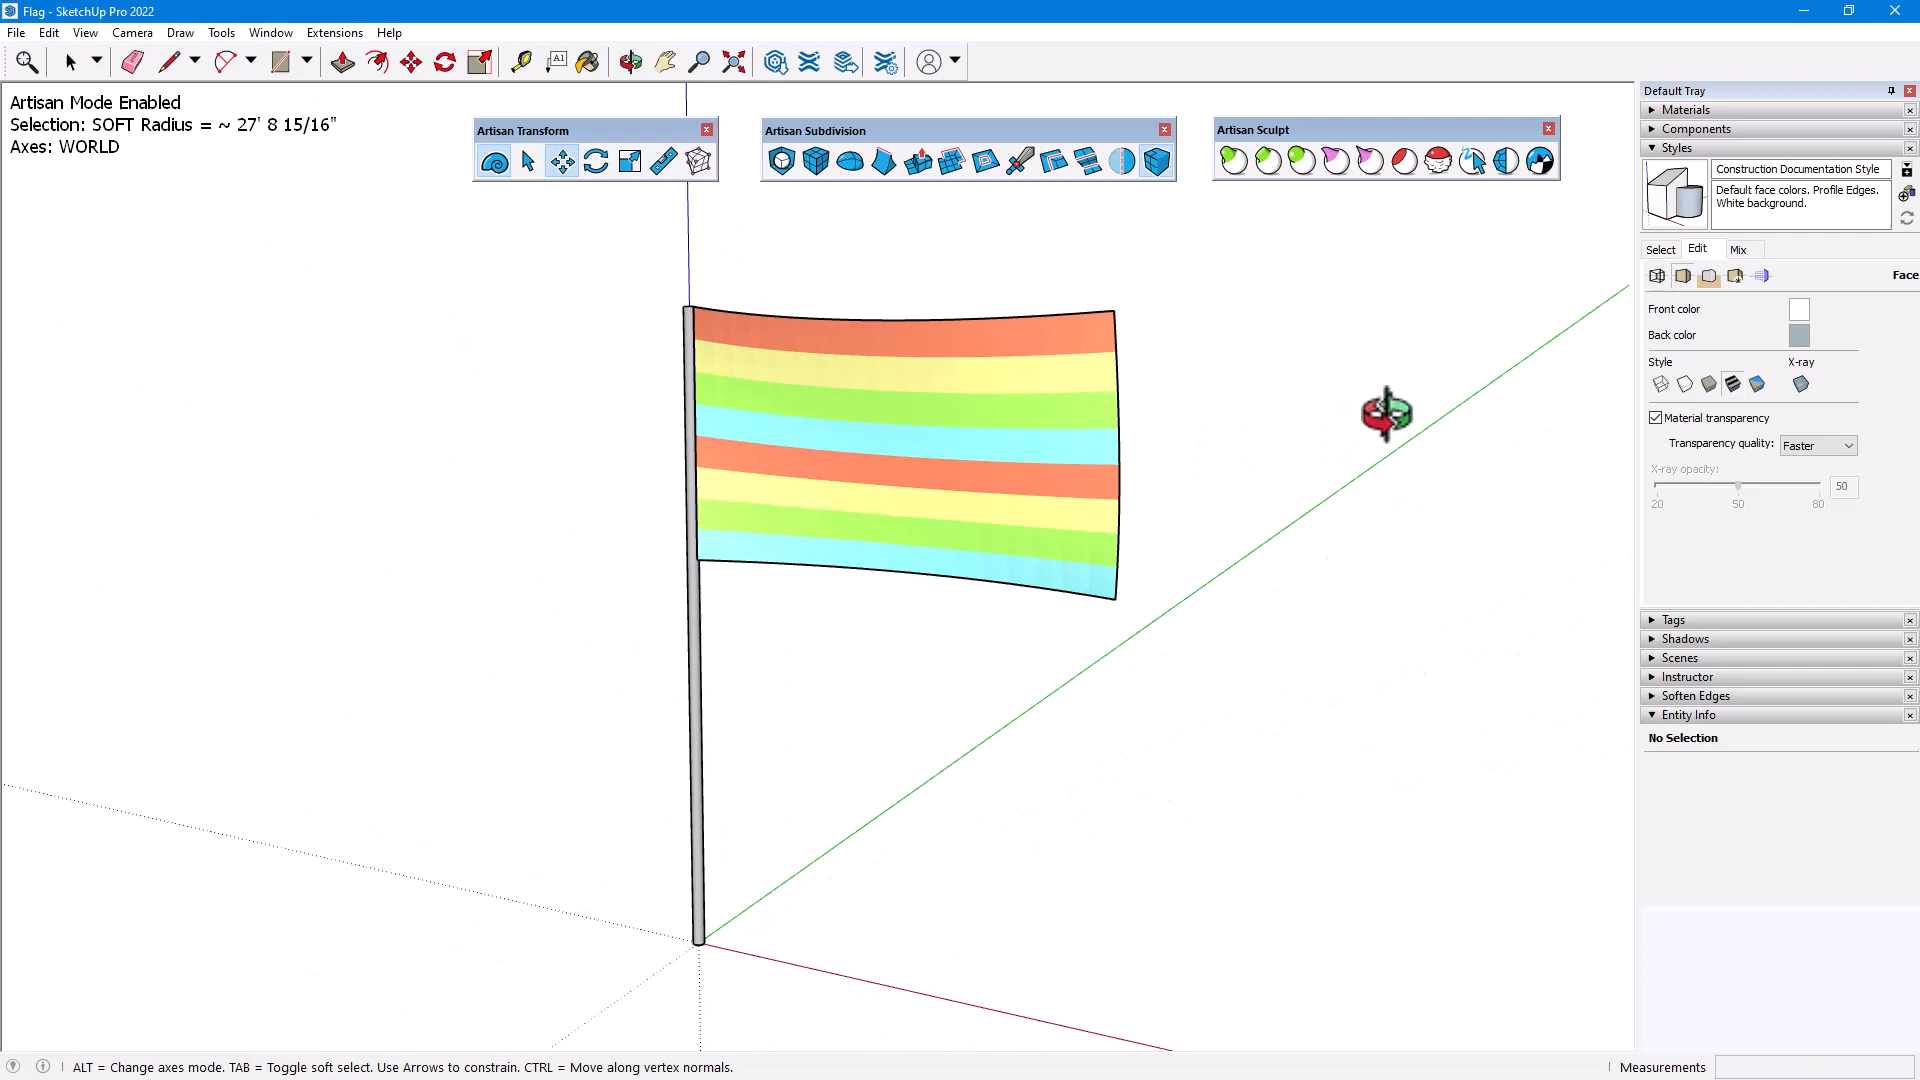 Flag - SketchUp Pro 2022
File Edit View Camera Draw Tools Window Extensions Help
A1
Artisan Mode Enabled
Selection: SOFT Radius = ~ 27' 8 15/16"
Axes: WORLD
Artisan Transform
Artisan Subdivision
Artisan Sculpt
Default Tray
Materials
Components
Styles
Construction Documentation Style
Default face colors. Profile Edges.
White background.
Select Edit Mix
Face
Front color
Back color
Style X-ray
Material transparency
Transparency quality: Faster
X-ray opacity:
50
20 50 80
Tags
Shadows
Scenes
Instructor
Soften Edges
Entity Info
No Selection
ALT = Change axes mode. TAB = Toggle soft select. Use Arrows to constrain. CTRL = Move along vertex normals.
Measurements